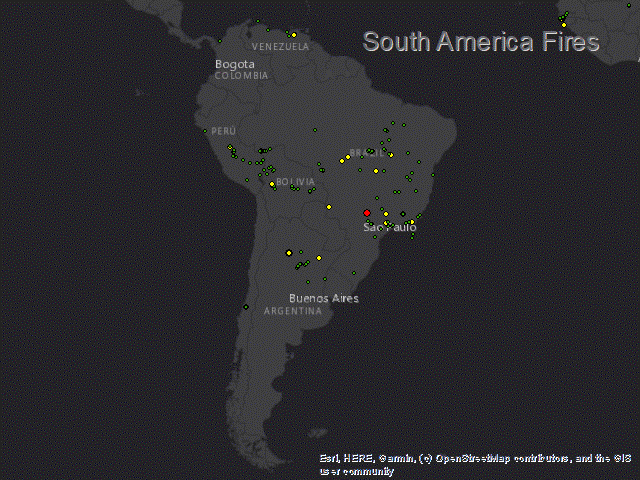 South America Fires
VENEZUELA
Bogota
COLOMBIA
PERÚ
BRASIL
BOLIVIA
São Paulo
Buenos Aires
ARGENTINA
Esri, HERE, Garmin, (c) OpenStreetMap contributors, and the GIS
user community